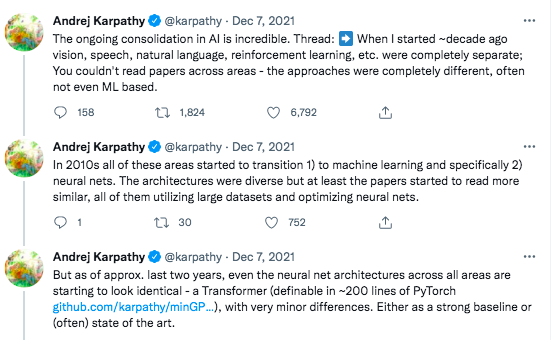 Andrej Karpathy @karpathy · Dec 7, 2021
The ongoing consolidation in AI is incredible. Thread: ➡️ When I started ~decade ago
vision, speech, natural language, reinforcement learning, etc. were completely separate;
You couldn't read papers across areas - the approaches were completely different, often
not even ML based.
158 1,824 6,792
Andrej Karpathy @karpathy · Dec 7, 2021
In 2010s all of these areas started to transition 1) to machine learning and specifically 2)
neural nets. The architectures were diverse but at least the papers started to read more
similar, all of them utilizing large datasets and optimizing neural nets.
1 30 752
Andrej Karpathy @karpathy · Dec 7, 2021
But as of approx. last two years, even the neural net architectures across all areas are
starting to look identical - a Transformer (definable in ~200 lines of PyTorch
github.com/karpathy/minGP...), with very minor differences. Either as a strong baseline or
(often) state of the art.